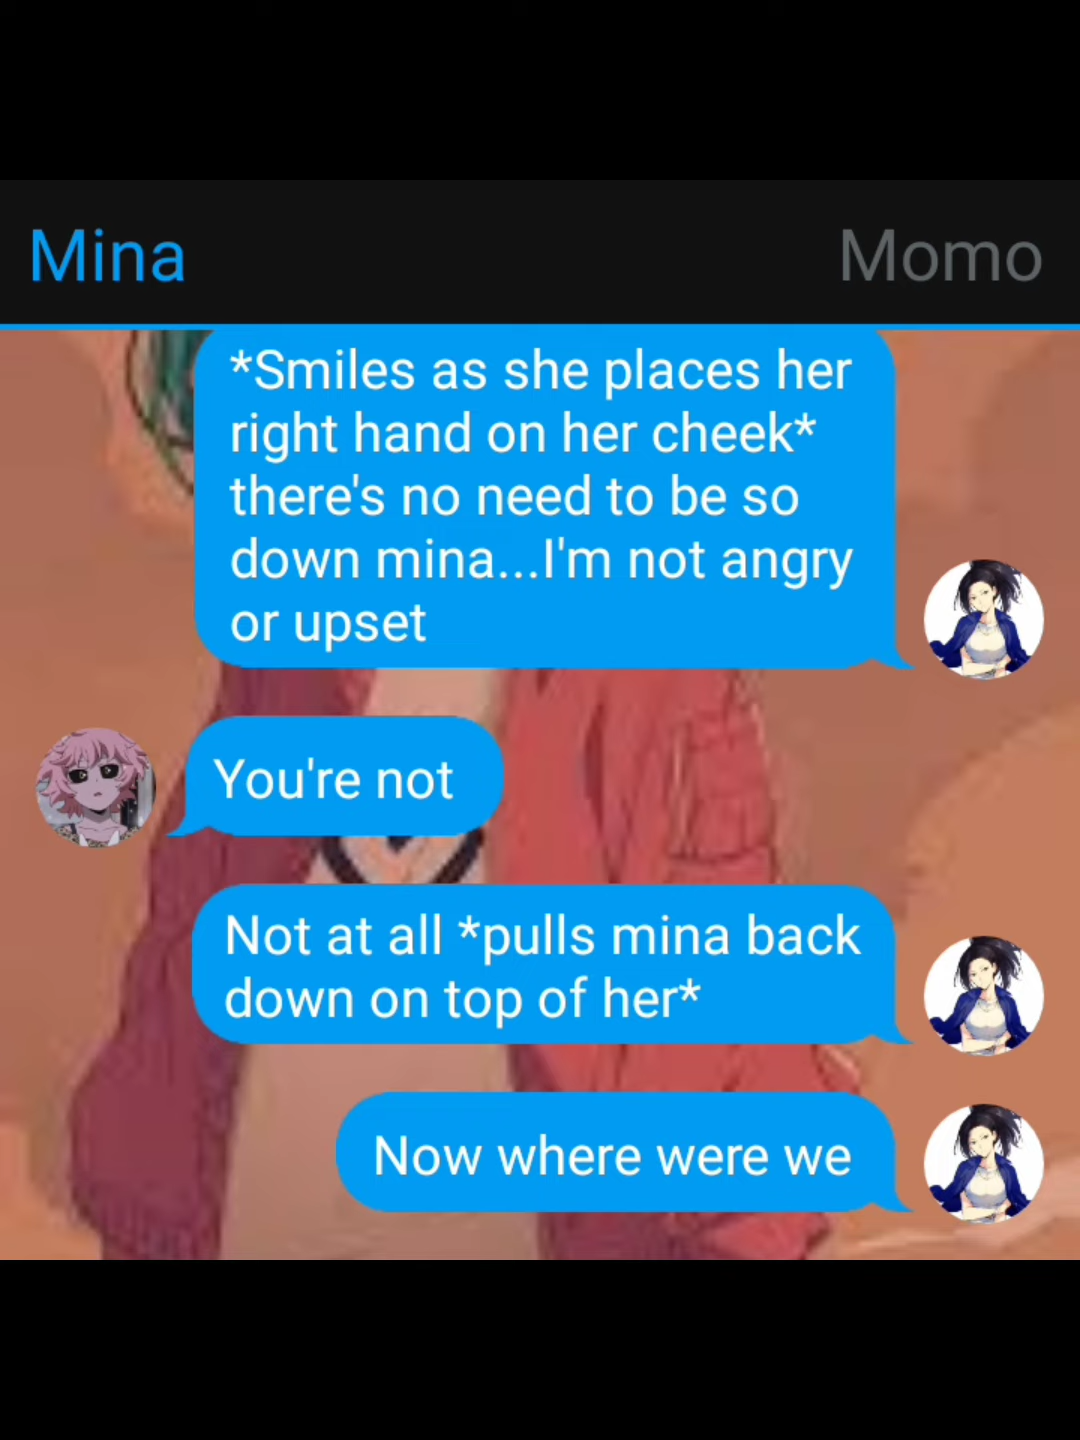 Mina
Momo
*Smiles as she places her
right hand on her cheek*
there's no need to be so
down mina...I'm not angry
or upset
You're not
Not at all *pulls mina back
down on top of her*
Now where were we